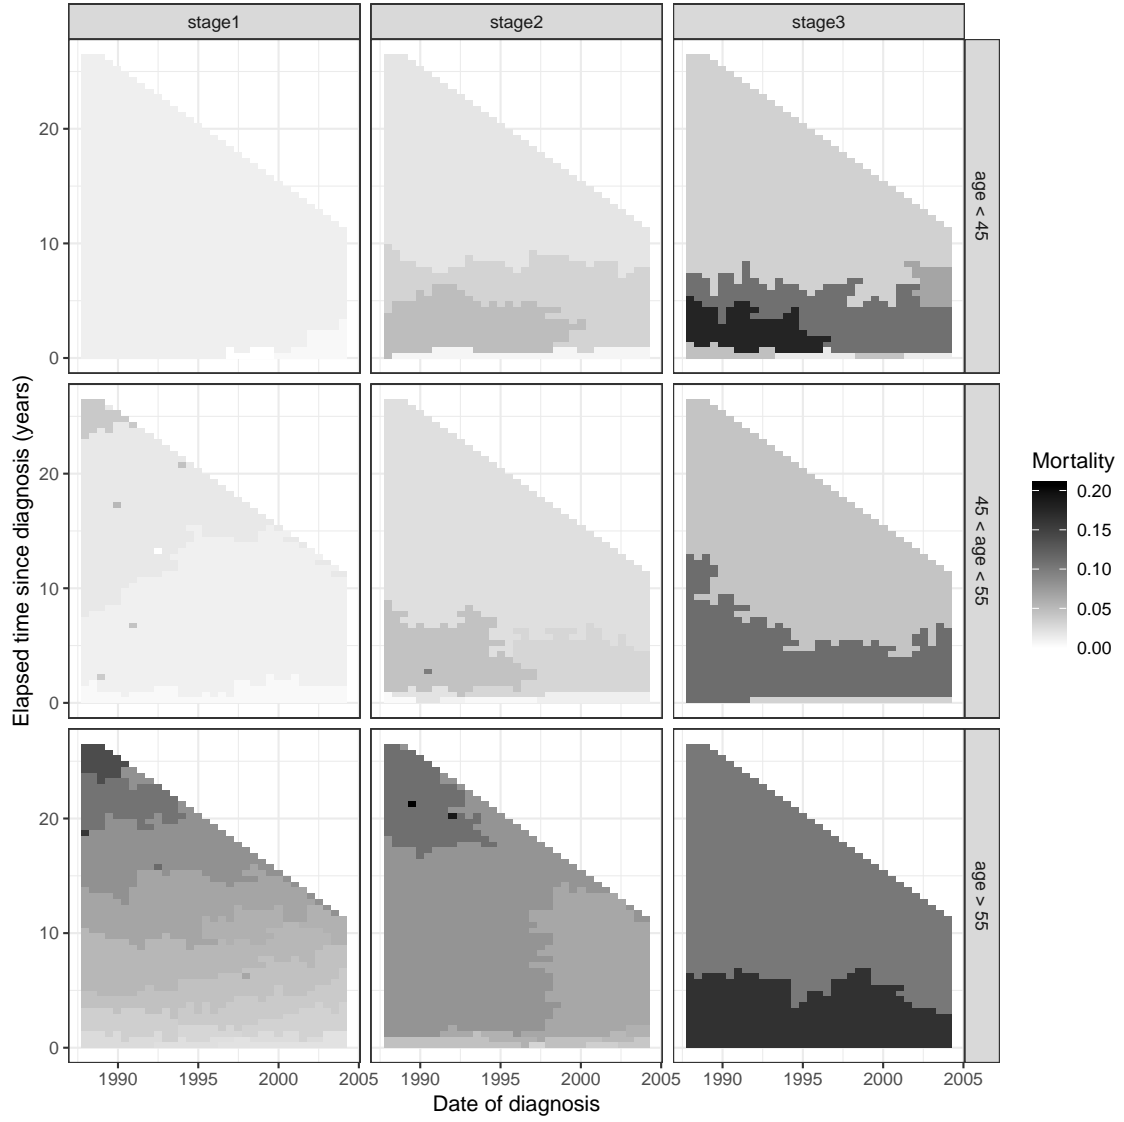 stage1 stage2 stage3
20
10
0
age < 45
20
10
0
45 < age < 55
20
10
0
age > 55
Elapsed time since diagnosis (years)
1990 1995 2000 2005 1990 1995 2000 2005 1990 1995 2000 2005
Date of diagnosis
Mortality
0.20
0.15
0.10
0.05
0.00